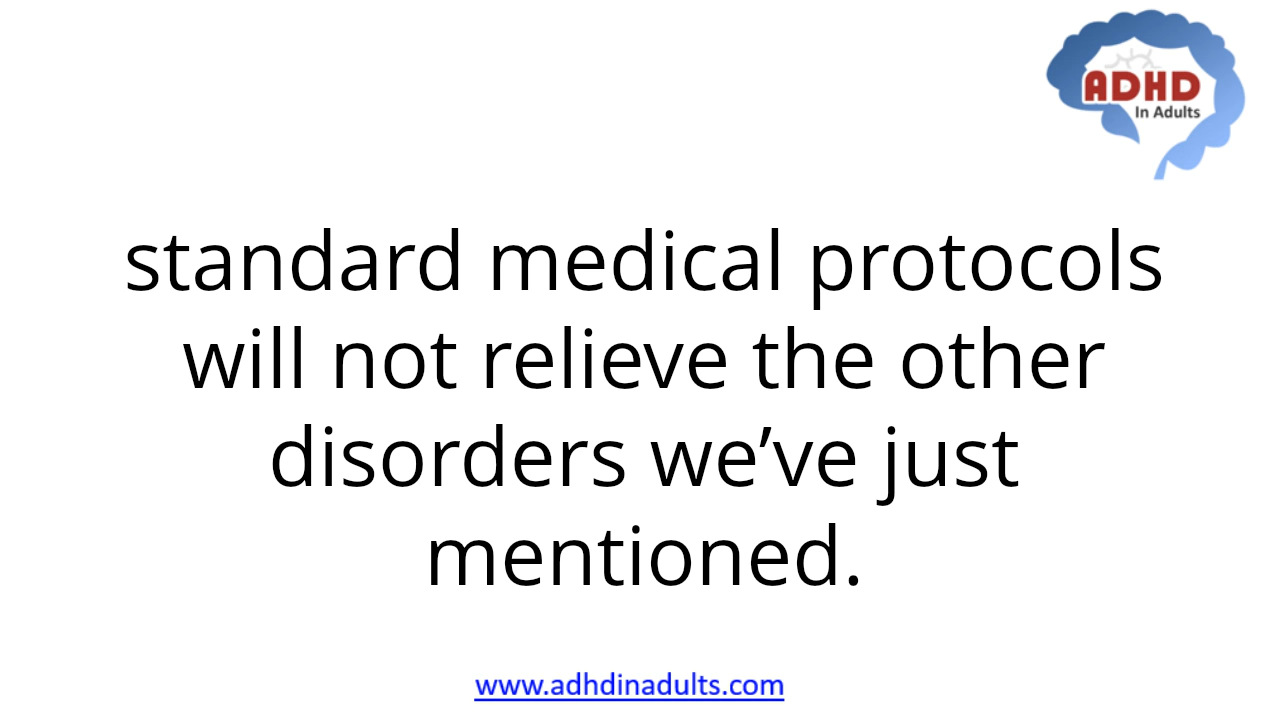 ADHD
In Adults
standard medical protocols
will not relieve the other
disorders we’ve just
mentioned.
www.adhdinadults.com